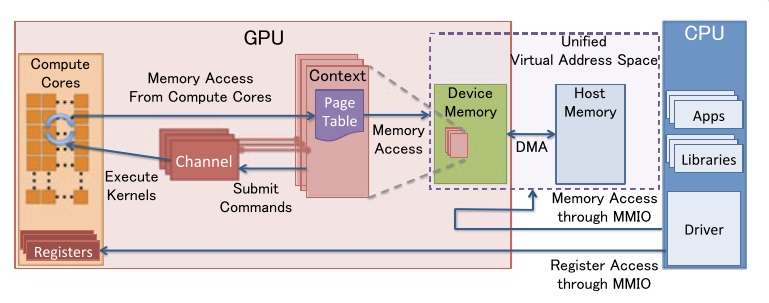 GPU
CPU
Unified
Virtual Address Space
Compute
Cores
Memory Access
From Compute Cores
Context
Page
Table
Device
Memory
Host
Memory
Apps
Memory
Access
DMA
Channel
Libraries
Execute
Kernels
Submit
Commands
Memory Access
through MMIO
Driver
Registers
Register Access
through MMIO